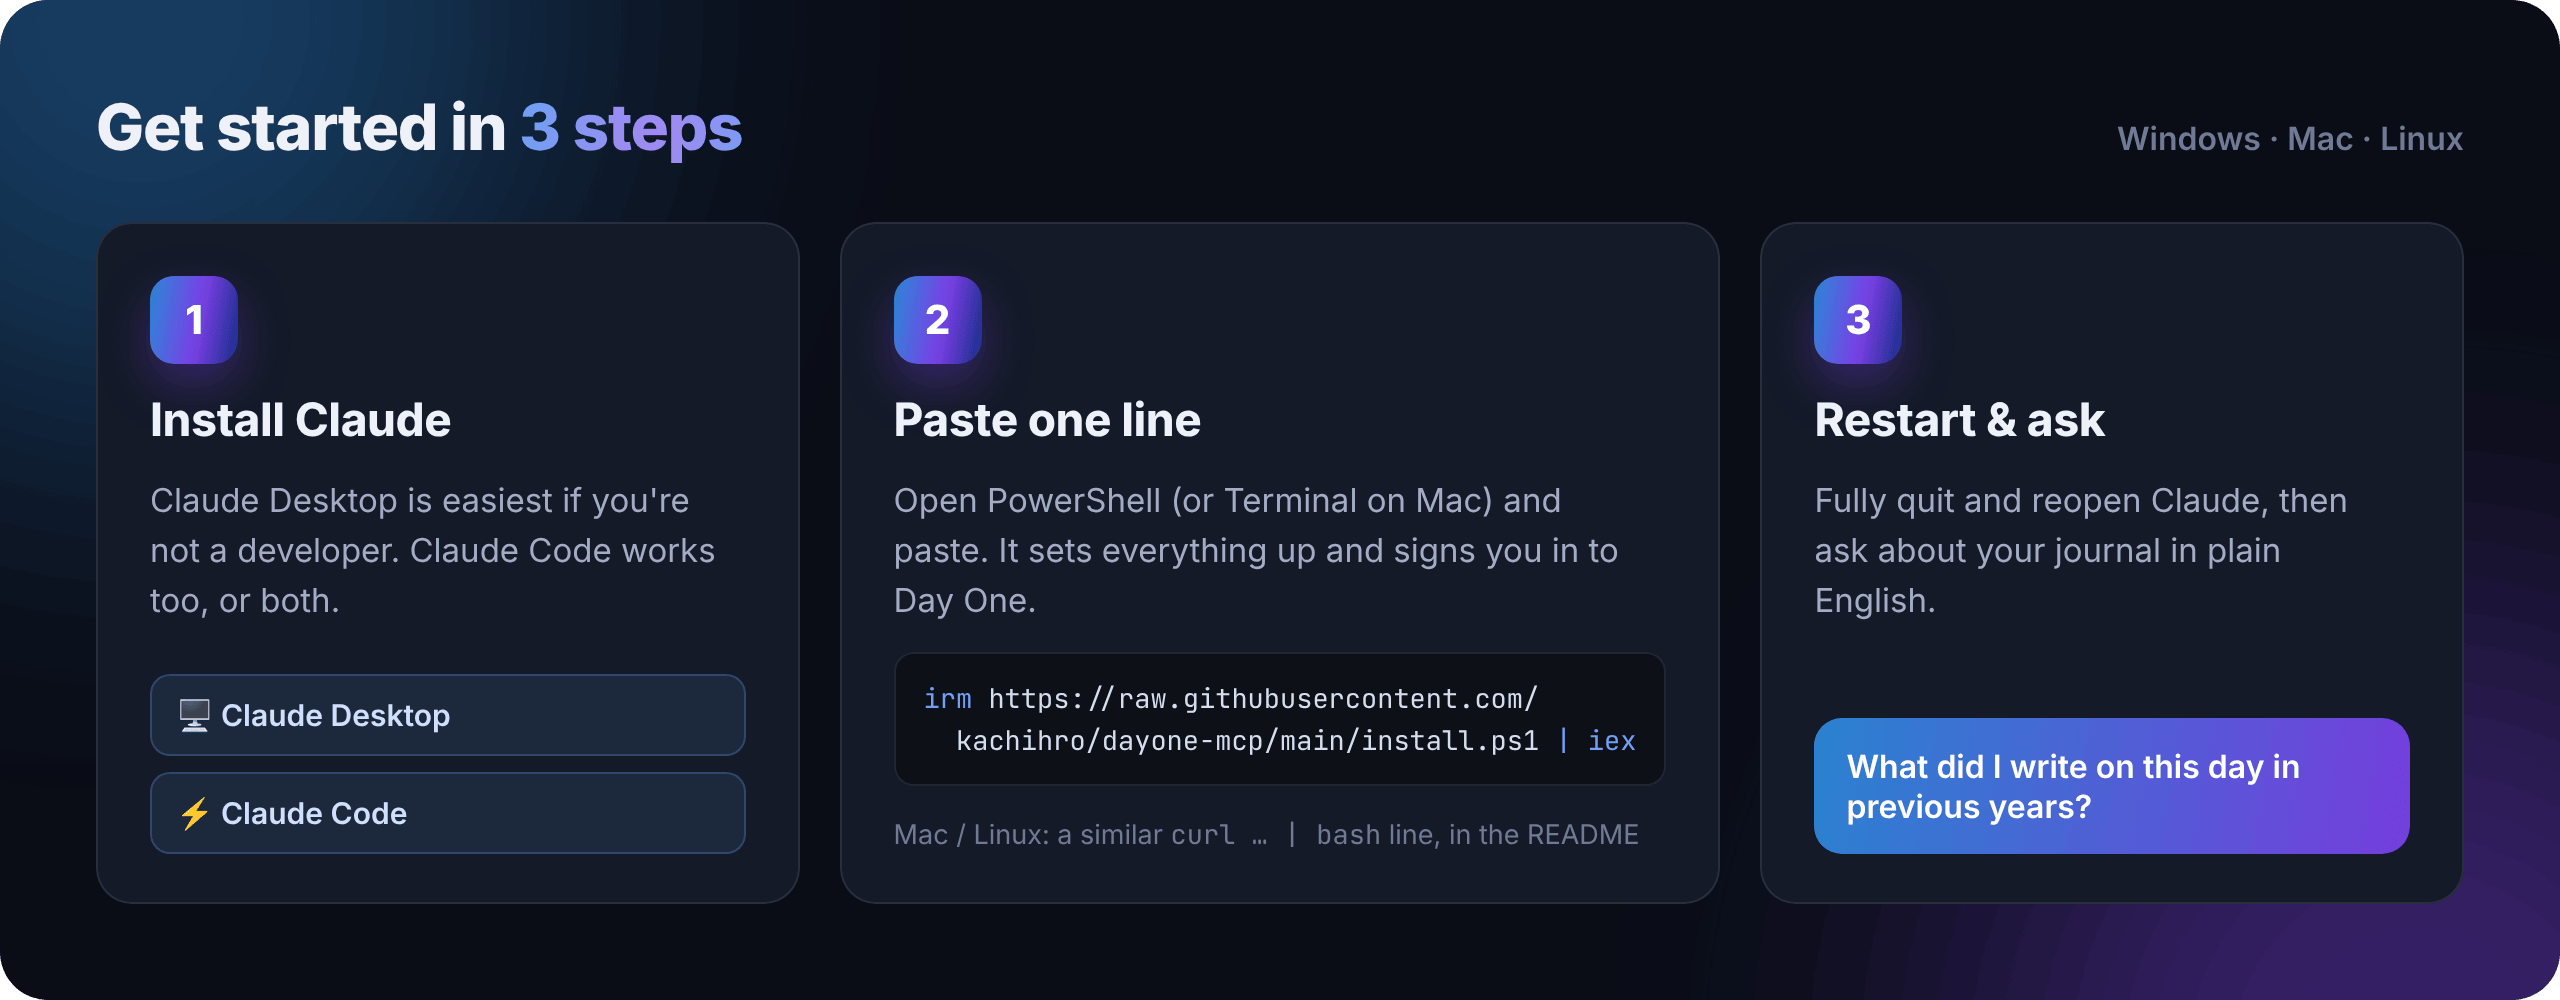 Get started in 3 steps
Windows · Mac · Linux
1
Install Claude
Claude Desktop is easiest if you're
not a developer. Claude Code works
too, or both.
🖥️ Claude Desktop
⚡ Claude Code
2
Paste one line
Open PowerShell (or Terminal on Mac) and
paste. It sets everything up and signs you in to
Day One.
irm https://raw.githubusercontent.com/
kachihro/dayone-mcp/main/install.ps1 | iex
Mac / Linux: a similar curl … | bash line, in the README
3
Restart & ask
Fully quit and reopen Claude, then
ask about your journal in plain
English.
What did I write on this day in
previous years?